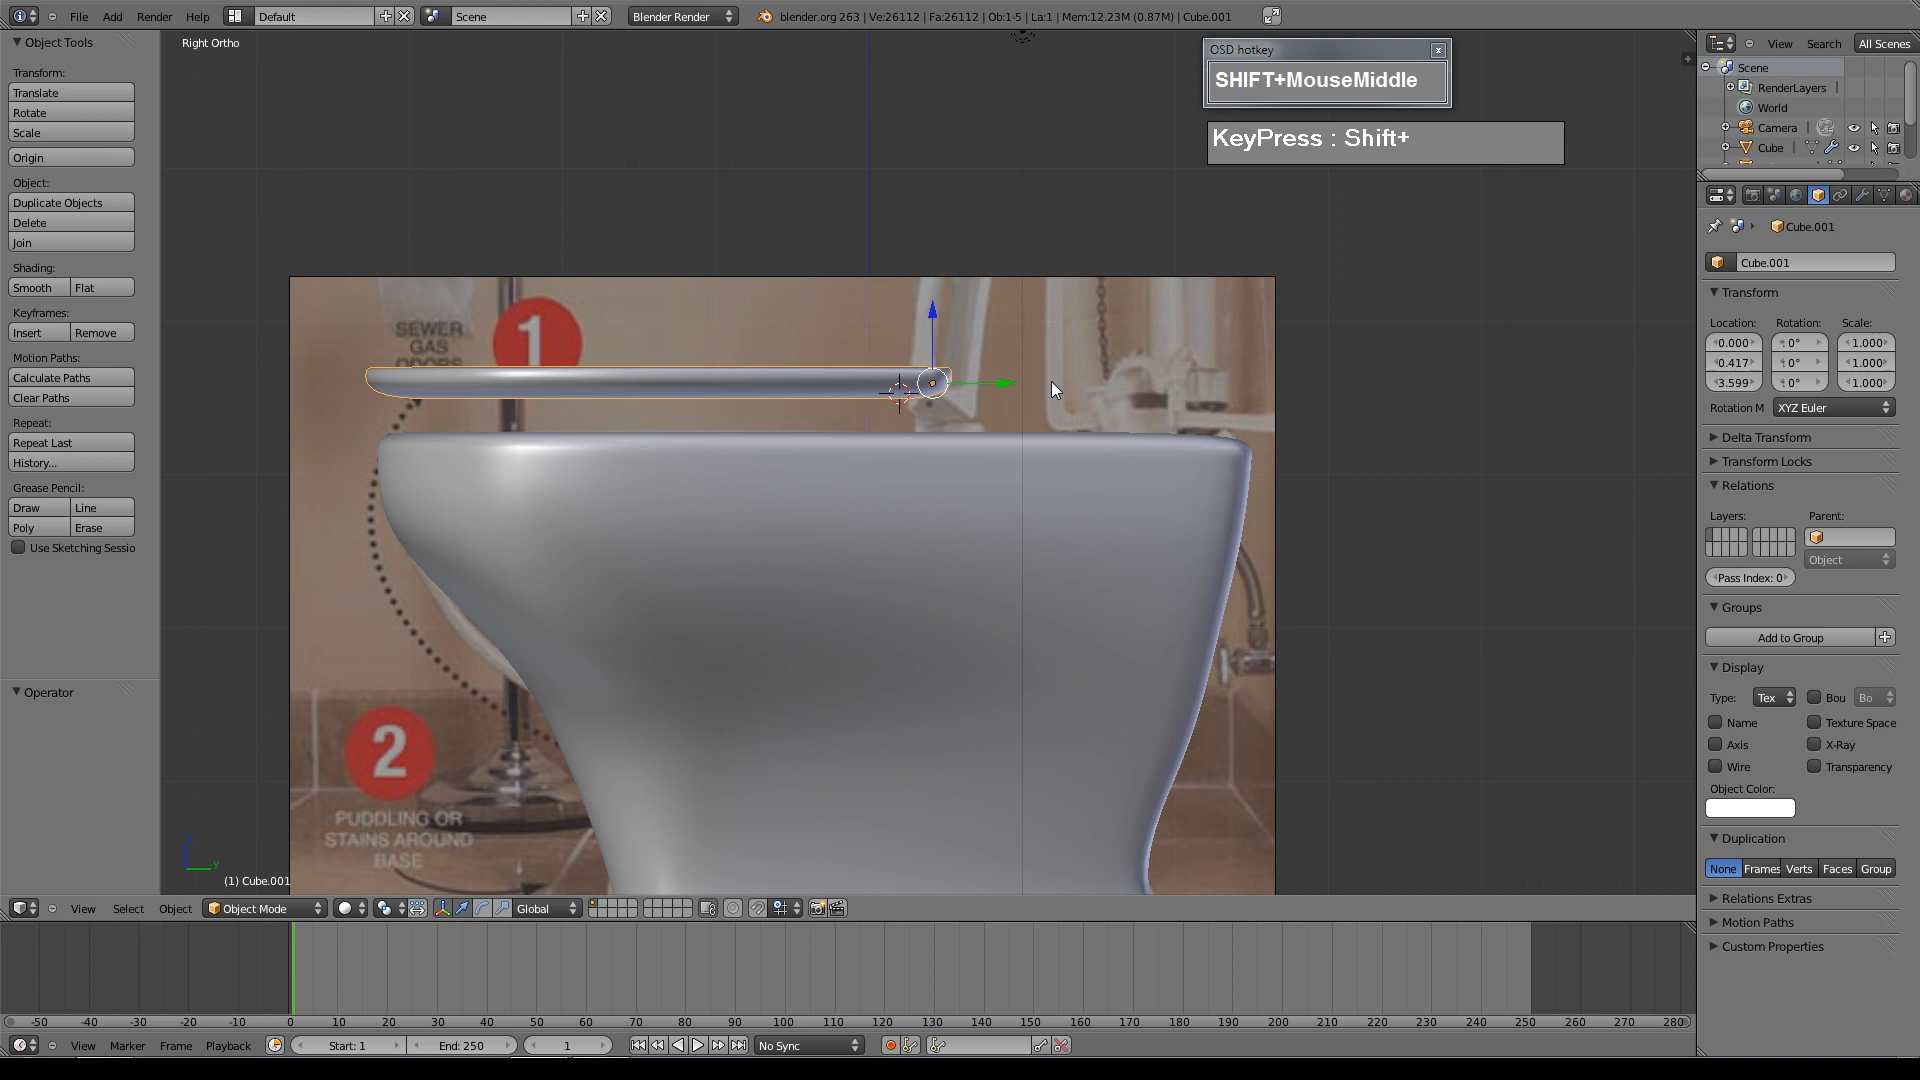 File Add Render Help Default Scene Blender Render blender.org 263 | Ve:26112 | Fa:26112 | Ob:1-5 | La:1 | Mem:12.23M (0.87M) | Cube.001
Object Tools
Transform:
Translate
Rotate
Scale
Origin
Object:
Duplicate Objects
Delete
Join
Shading:
Smooth Flat
Keyframes:
Insert Remove
Motion Paths:
Calculate Paths
Clear Paths
Repeat:
Repeat Last
History...
Grease Pencil:
Draw Line
Poly Erase
Use Sketching Sessio
Operator
Right Ortho
OSD hotkey
SHIFT+MouseMiddle
KeyPress : Shift+
SEWER
GAS
ODORS
1
2
PUDDLING OR
STAINS AROUND
BASE
y
(1) Cube.001
View Select Object Object Mode Global
-50 -40 -30 -20 -10 0 10 20 30 40 50 60 70 80 90 100 110 120 130 140 150 160 170 180 190 200 210 220 230 240 250 260 270 280
View Marker Frame Playback Start: 1 End: 250 1 No Sync
View Search All Scenes
Scene
RenderLayers
World
Camera
Cube
Cube.001
Cube.001
Transform
Location: Rotation: Scale:
0.000 0° 1.000
0.417 0° 1.000
3.599 0° 1.000
Rotation M XYZ Euler
Delta Transform
Transform Locks
Relations
Layers: Parent:
Object
Pass Index: 0
Groups
Add to Group
Display
Type: Tex Bou Bo
Name Texture Space
Axis X-Ray
Wire Transparency
Object Color:
Duplication
None Frames Verts Faces Group
Relations Extras
Motion Paths
Custom Properties